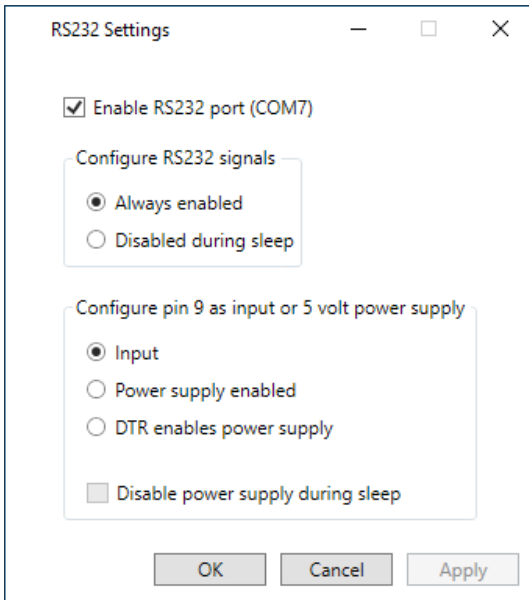 RS232 Settings
Enable RS232 port (COM7)
Configure RS232 signals
Always enabled
Disabled during sleep
Configure pin 9 as input or 5 volt power supply
Input
Power supply enabled
DTR enables power supply
Disable power supply during sleep
OK Cancel Apply